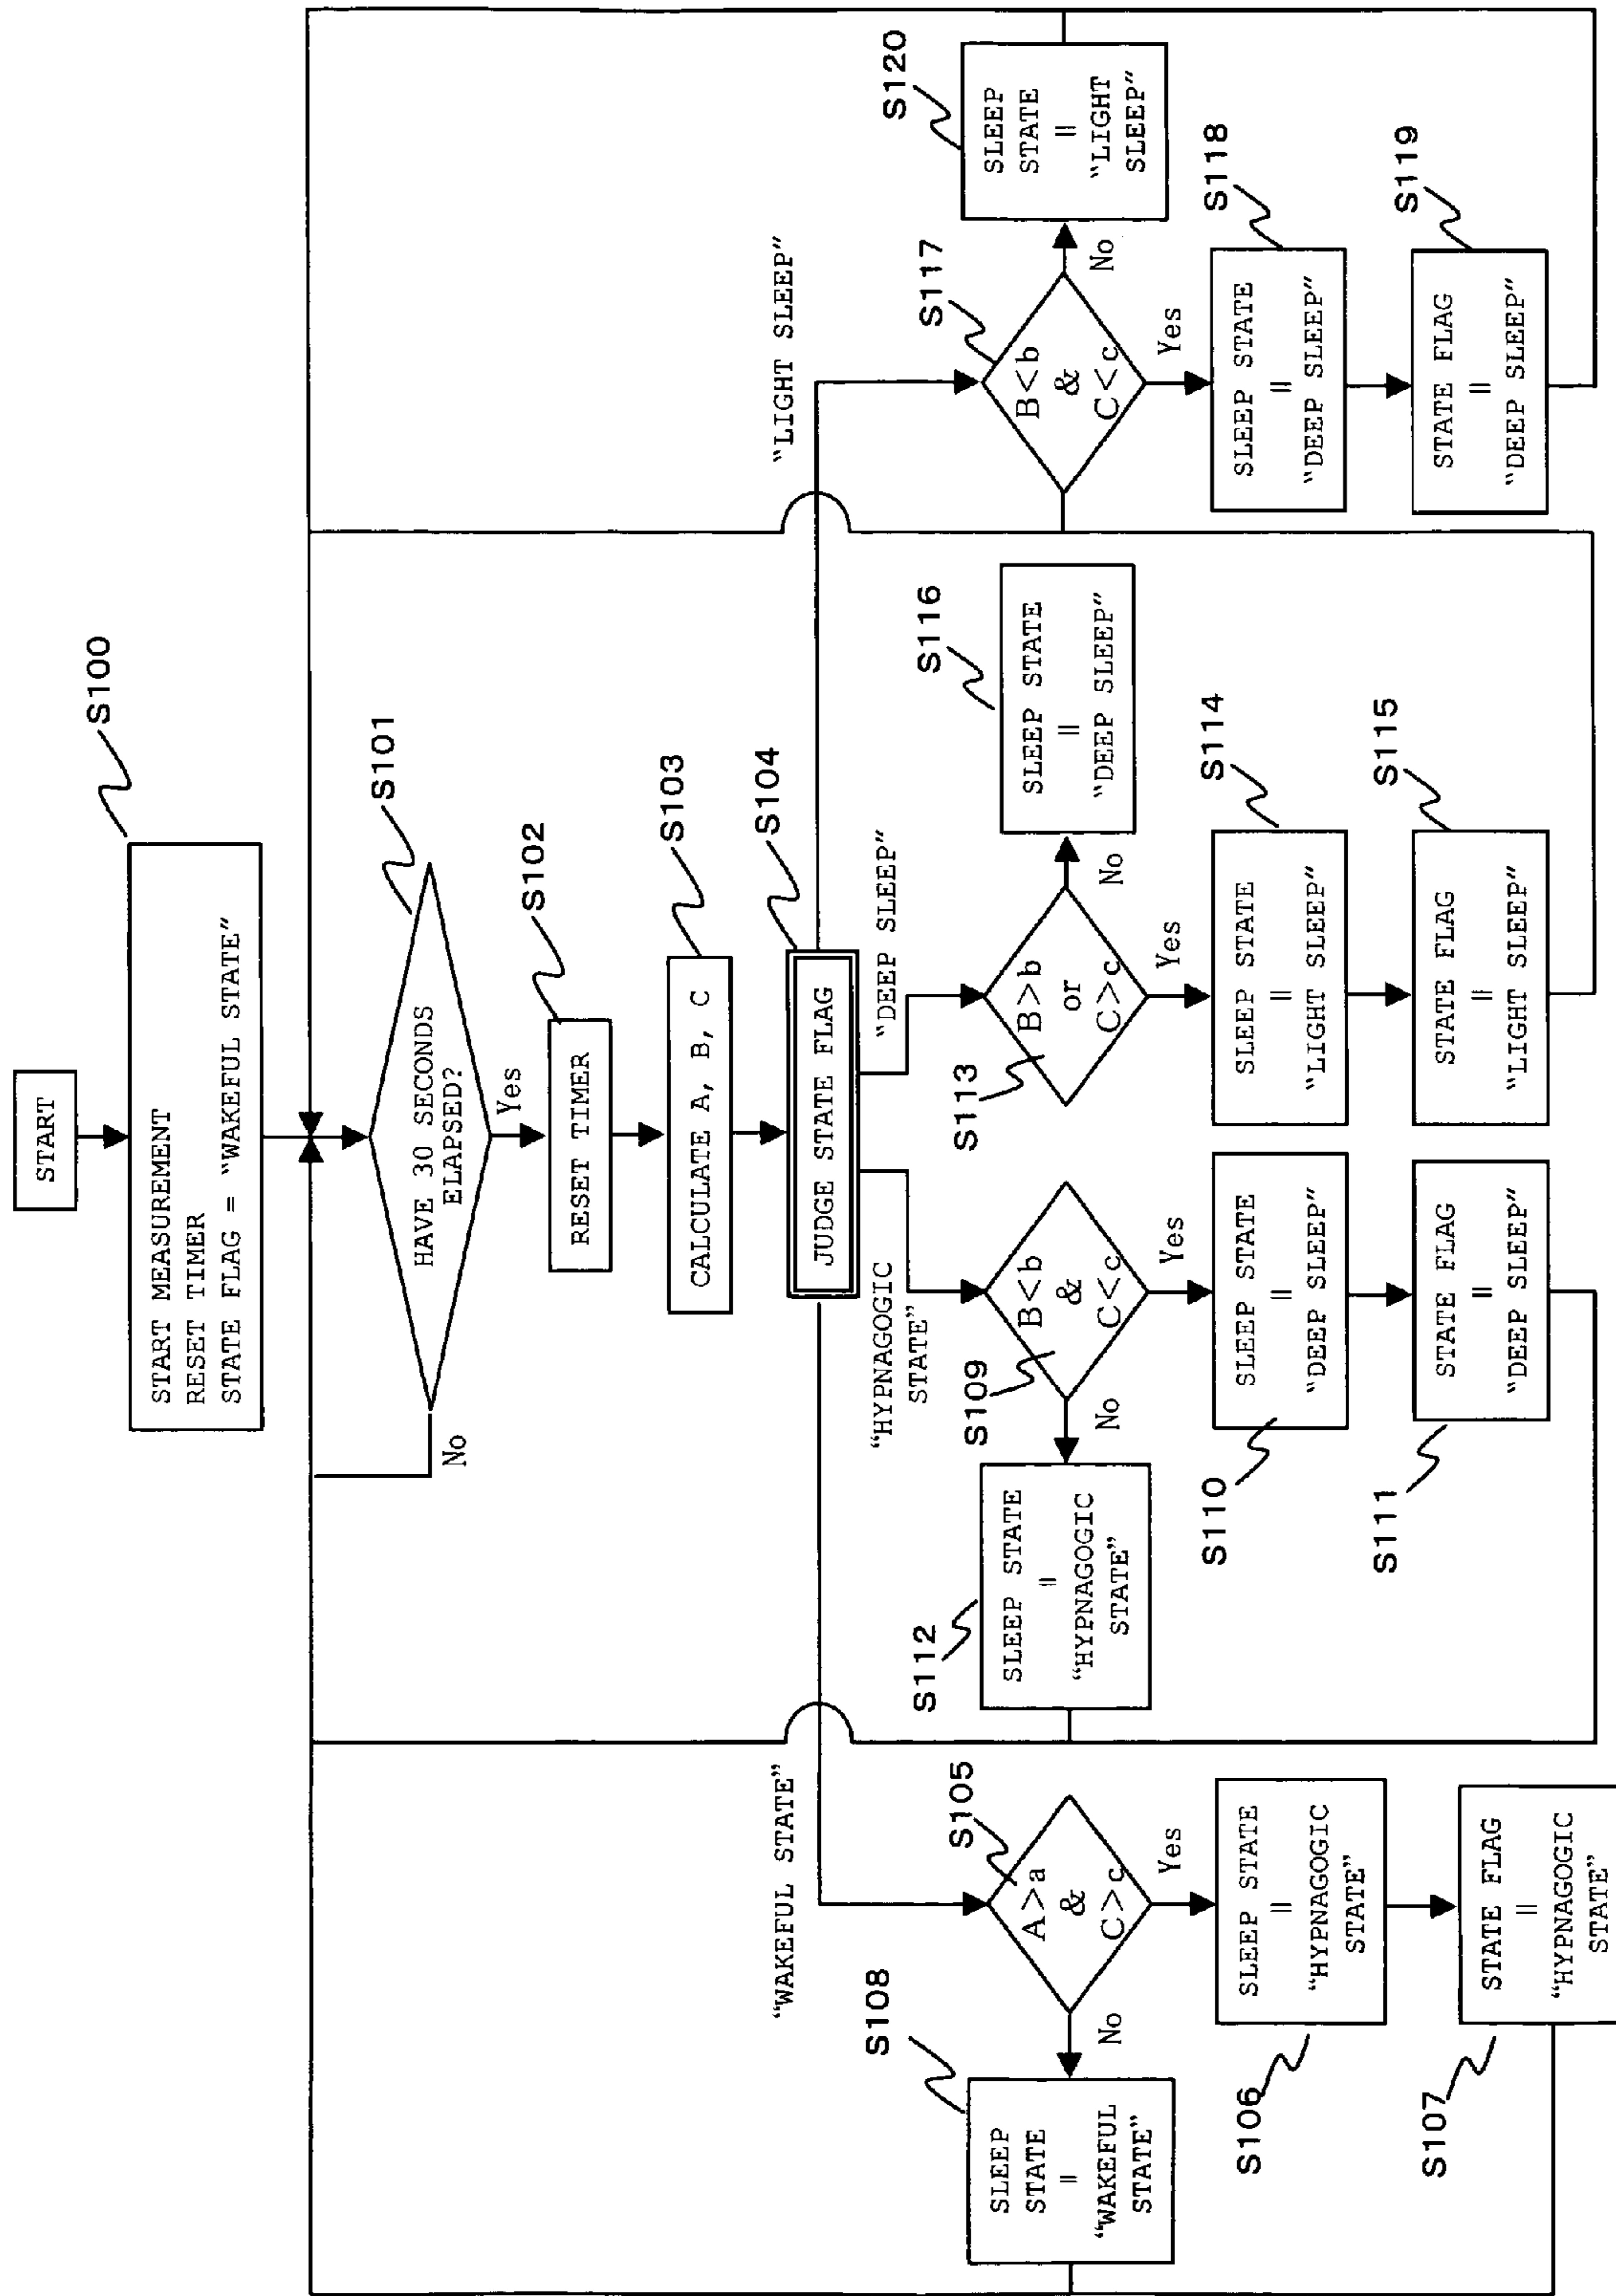 START
S100
START MEASUREMENT
RESET TIMER
STATE FLAG = "WAKEFUL STATE"
S101
HAVE 30 SECONDS
ELAPSED?
No
Yes
S102
RESET TIMER
S103
CALCULATE A, B, C
S104
JUDGE STATE FLAG
"WAKEFUL STATE"
"HYPNAGOGIC
STATE"
"DEEP SLEEP"
"LIGHT SLEEP"
S105
A>a
&
C>c
No
Yes
S108
SLEEP
STATE
=
"WAKEFUL
STATE"
S106
SLEEP STATE
=
"HYPNAGOGIC
STATE"
S107
STATE FLAG
=
"HYPNAGOGIC
STATE"
S109
B<b
&
C<c
No
Yes
S112
SLEEP STATE
=
"HYPNAGOGIC
STATE"
S110
SLEEP STATE
=
"DEEP SLEEP"
S111
STATE FLAG
=
"DEEP SLEEP"
S113
B>b
or
C>c
No
Yes
S116
SLEEP STATE
=
"DEEP SLEEP"
S114
SLEEP STATE
=
"LIGHT SLEEP"
S115
STATE FLAG
=
"LIGHT SLEEP"
S117
B<b
&
C<c
No
Yes
S120
SLEEP
STATE
=
"LIGHT
SLEEP"
S118
SLEEP STATE
=
"DEEP SLEEP"
S119
STATE FLAG
=
"DEEP SLEEP"